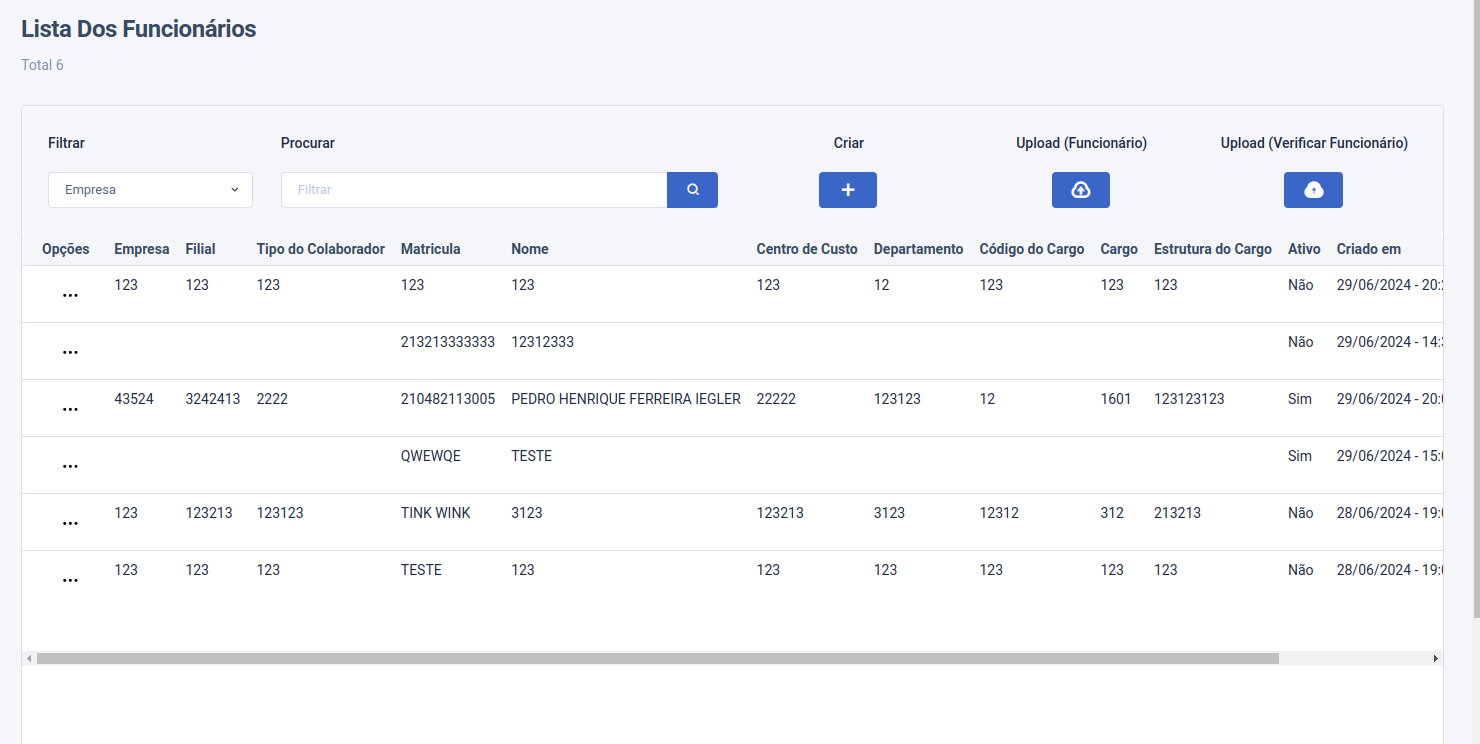 Lista Dos Funcionários
Total 6
Filtrar Procurar Criar Upload (Funcionário) Upload (Verificar Funcionário)
Empresa Filtrar
Opções Empresa Filial Tipo do Colaborador Matricula Nome Centro de Custo Departamento Código do Cargo Cargo Estrutura do Cargo Ativo Criado em
... 123 123 123 123 123 123 12 123 123 123 Não 29/06/2024 - 20:
... 213213333333 12312333 Não 29/06/2024 - 14:
... 43524 3242413 2222 210482113005 PEDRO HENRIQUE FERREIRA IEGLER 22222 123123 12 1601 123123123 Sim 29/06/2024 - 20:
... QWEWQE TESTE Sim 29/06/2024 - 15:
... 123 123213 123123 TINK WINK 3123 123213 3123 12312 312 213213 Não 28/06/2024 - 19:
... 123 123 123 TESTE 123 123 123 123 123 123 Não 28/06/2024 - 19: